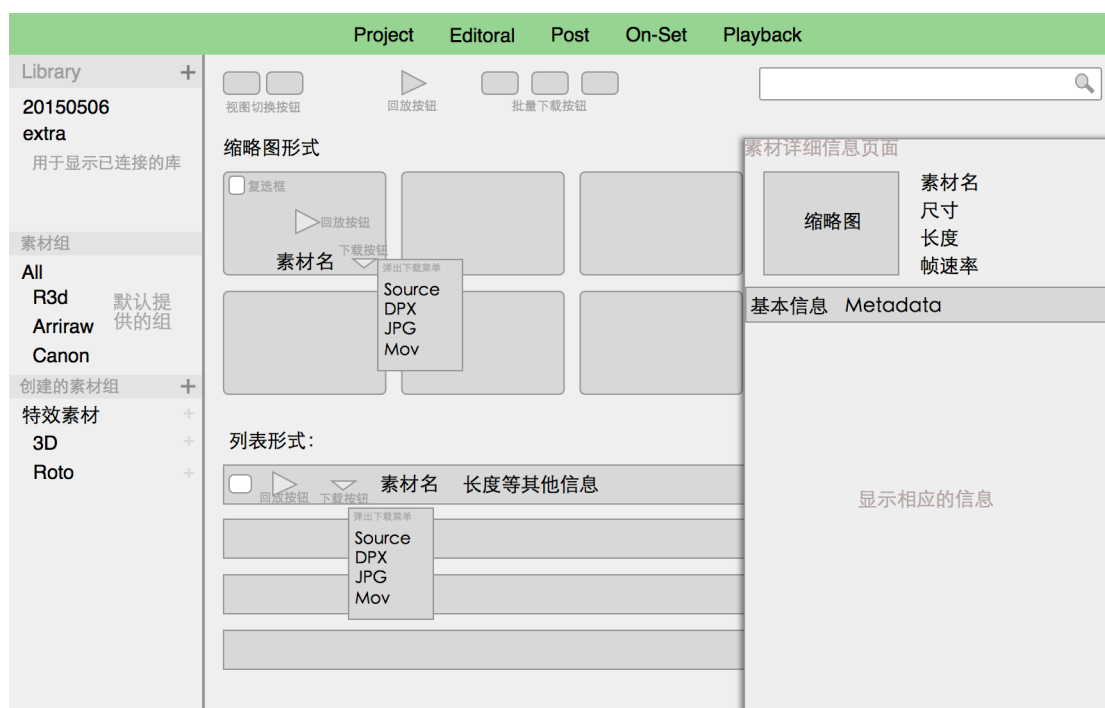 Project Editoral Post On-Set Playback
Library +
20150506
extra
用于显示已连接的库
素材组
All
R3d
Arriraw
Canon
默认提
供的组
创建的素材组 +
特效素材 +
3D +
Roto +
视图切换按钮 回放按钮 批量下载按钮
缩略图形式
复选框
回放按钮
下载按钮
素材名
弹出下载菜单
Source
DPX
JPG
Mov
列表形式：
素材名 长度等其他信息
回放按钮 下载按钮
弹出下载菜单
Source
DPX
JPG
Mov
素材详细信息页面
缩略图
素材名
尺寸
长度
帧速率
基本信息 Metadata
显示相应的信息